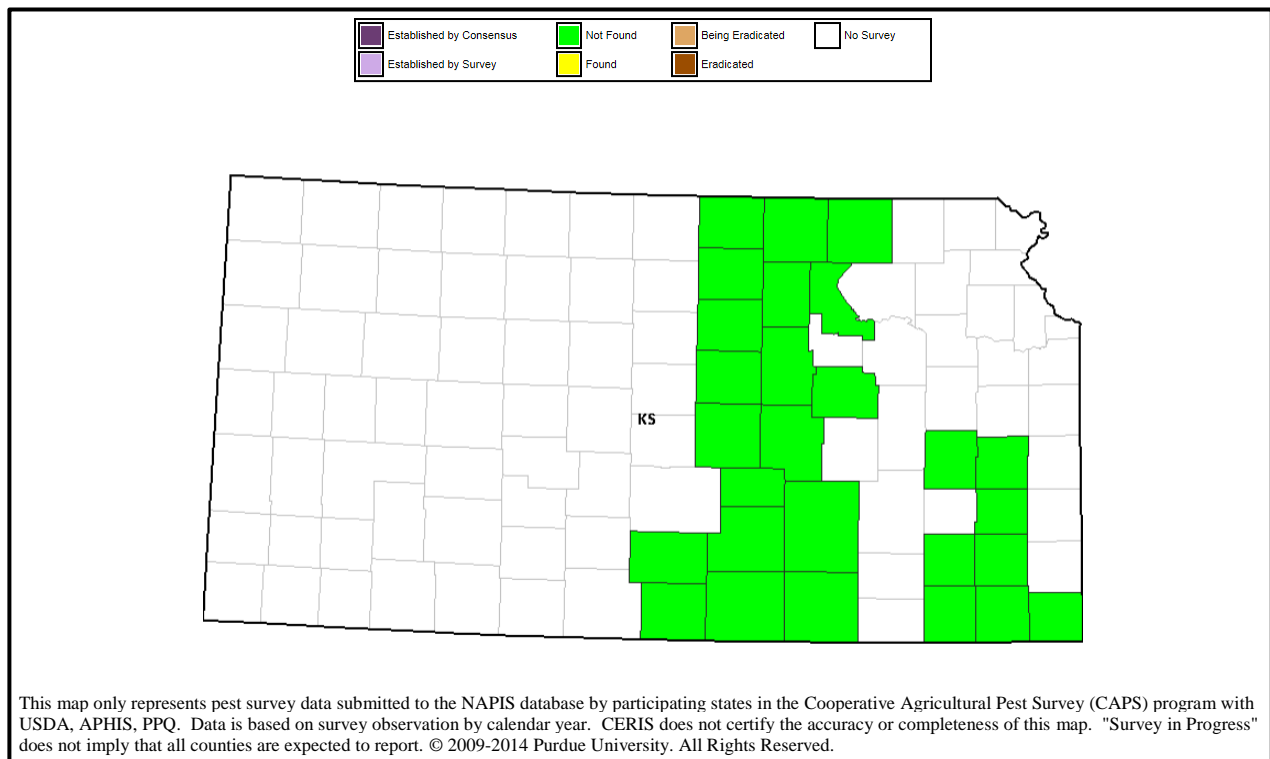 Established by Consensus Not Found Being Eradicated No Survey
Established by Survey Found Eradicated
KS
This map only represents pest survey data submitted to the NAPIS database by participating states in the Cooperative Agricultural Pest Survey (CAPS) program with
USDA, APHIS, PPQ. Data is based on survey observation by calendar year. CERIS does not certify the accuracy or completeness of this map. "Survey in Progress"
does not imply that all counties are expected to report. © 2009-2014 Purdue University. All Rights Reserved.